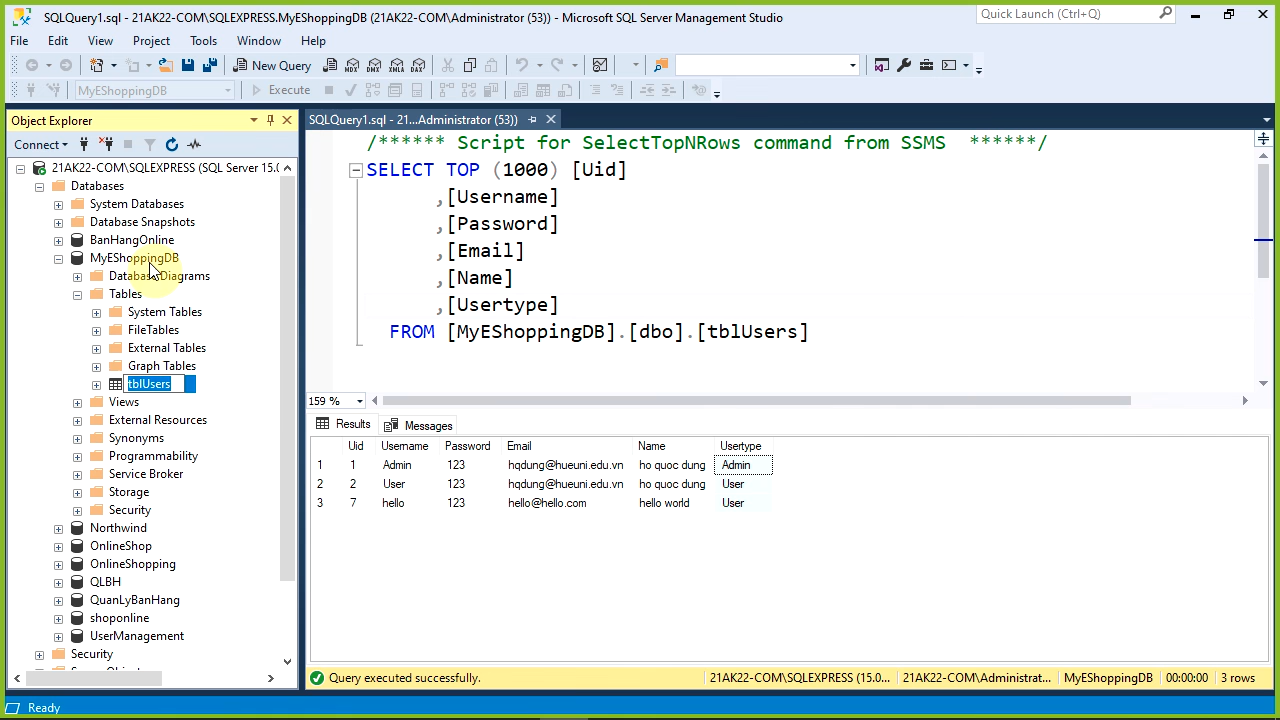 SQLQuery1.sql - 21AK22-COM\SQLEXPRESS.MyEShoppingDB (21AK22-COM\Administrator (53)) - Microsoft SQL Server Management Studio
Quick Launch (Ctrl+Q)
File Edit View Project Tools Window Help
New Query MDX DMX XMLA DAX
MyEShoppingDB Execute
Object Explorer
SQLQuery1.sql - 21...Administrator (53))
Connect
21AK22-COM\SQLEXPRESS (SQL Server 15.0
Databases
System Databases
Database Snapshots
BanHangOnline
MyEShoppingDB
Database Diagrams
Tables
System Tables
FileTables
External Tables
Graph Tables
tblUsers
Views
External Resources
Synonyms
Programmability
Service Broker
Storage
Security
Northwind
OnlineShop
OnlineShopping
QLBH
QuanLyBanHang
shoponline
UserManagement
Security
/****** Script for SelectTopNRows command from SSMS ******/
SELECT TOP (1000) [Uid]
,[Username]
,[Password]
,[Email]
,[Name]
,[Usertype]
FROM [MyEShoppingDB].[dbo].[tblUsers]
159 %
Results Messages
Uid Username Password Email Name Usertype
1 1 Admin 123 hqdung@hueuni.edu.vn ho quoc dung Admin
2 2 User 123 hqdung@hueuni.edu.vn ho quoc dung User
3 7 hello 123 hello@hello.com hello world User
Query executed successfully. 21AK22-COM\SQLEXPRESS (15.0... 21AK22-COM\Administrat... MyEShoppingDB 00:00:00 3 rows
Ready